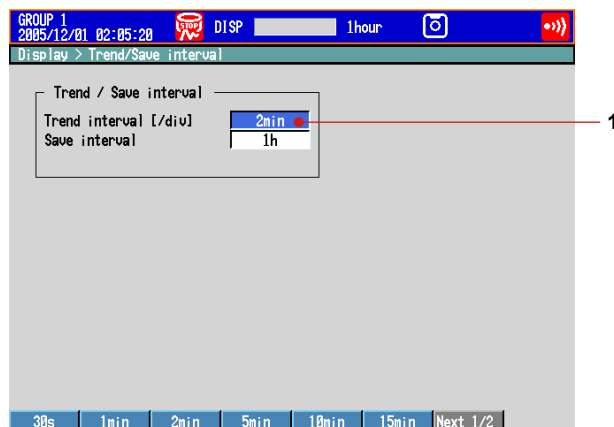 GROUP 1
2005/12/01 02:05:20 STOP DISP 1hour
Display > Trend/Save interval
Trend / Save interval
Trend interval [/div] 2min 1
Save interval 1h
30s 1min 2min 5min 10min 15min Next 1/2